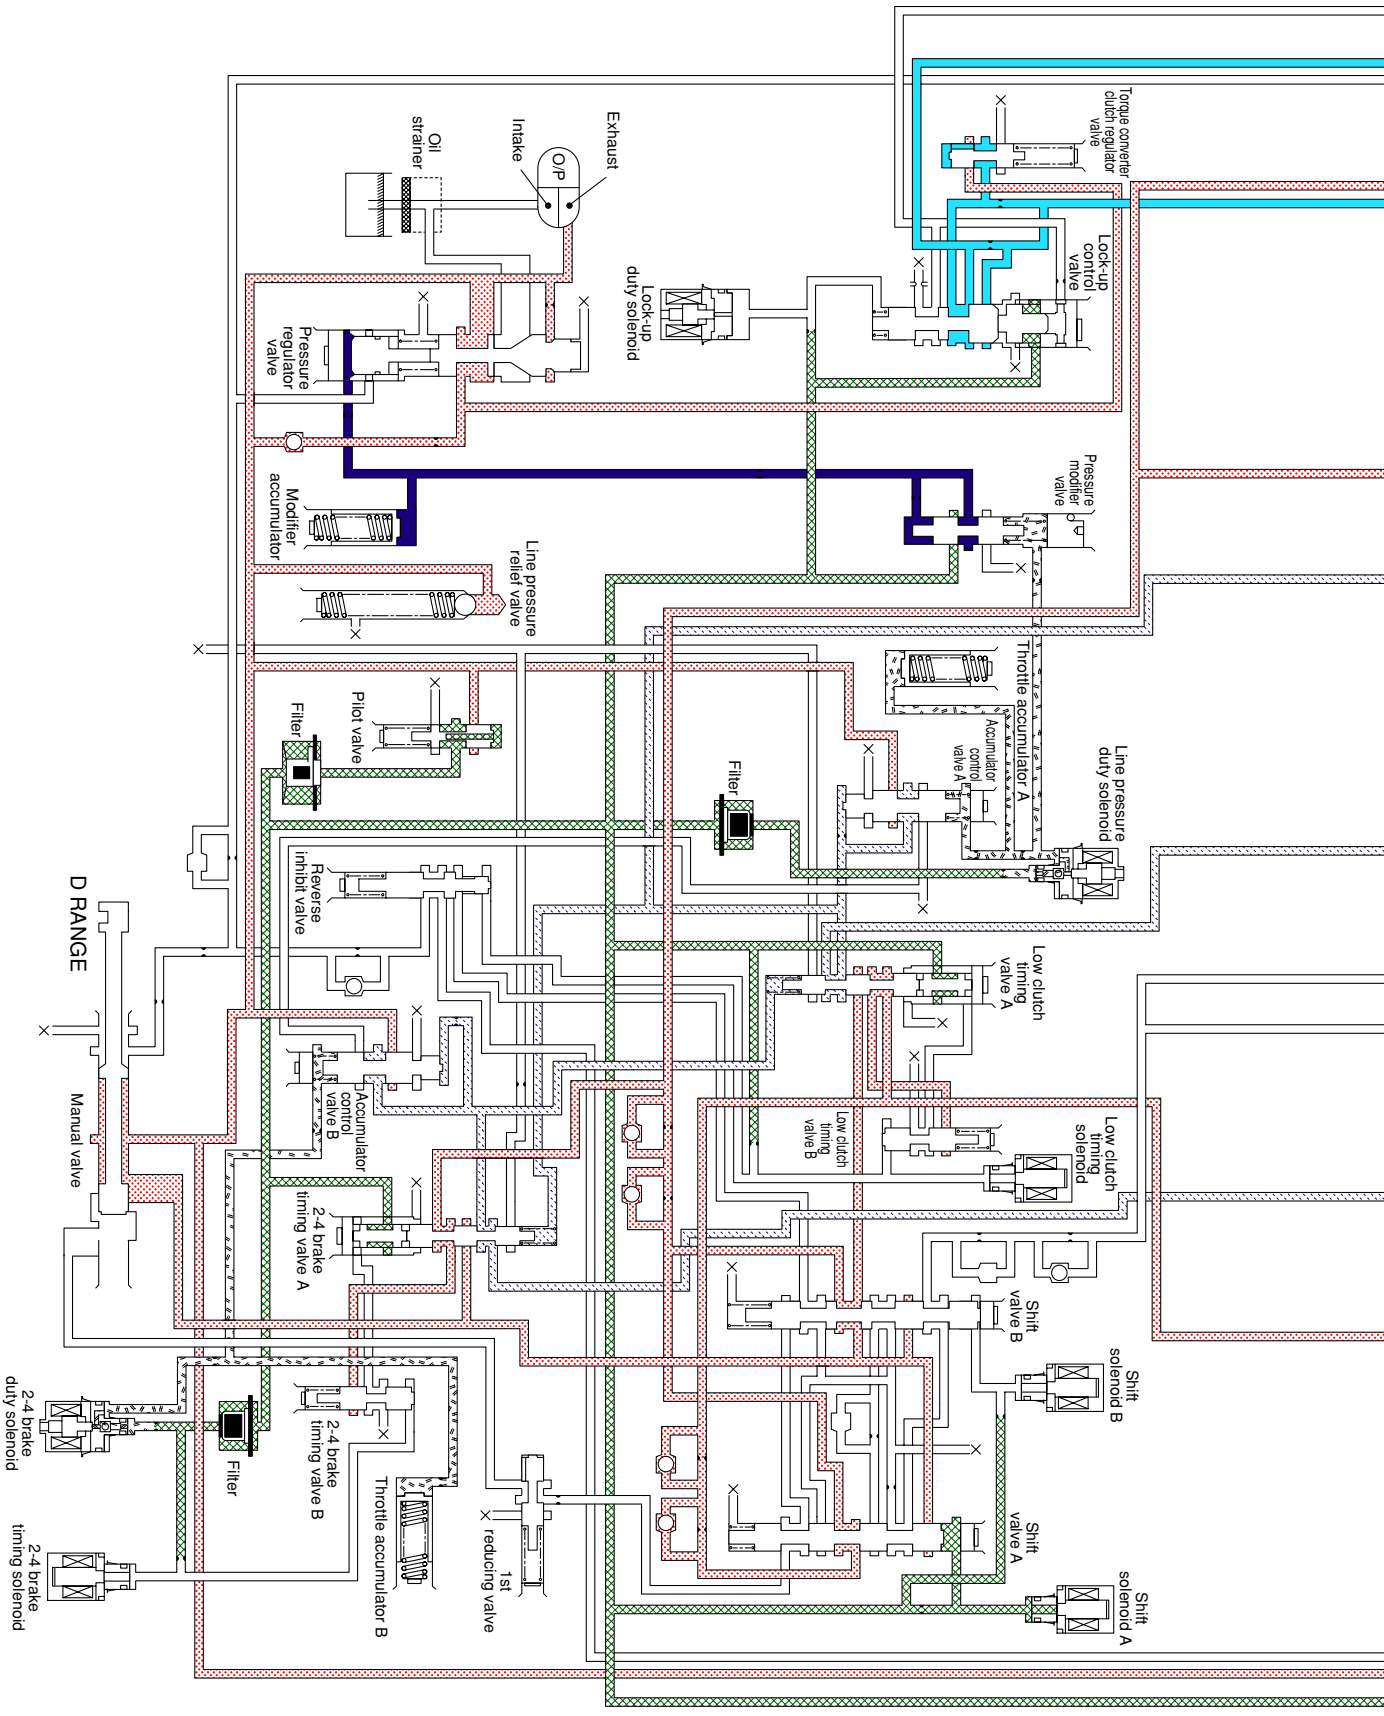 Torque converter
clutch regulator
valve
Exhaust
Intake
O/P
Oil
strainer
Lock-up
control
valve
Lock-up
duty solenoid
Pressure
regulator
valve
Pressure
modifier
valve
Modifier
accumulator
Line pressure
relief valve
Throttle accumulator A
Pilot valve
Filter
Accumulator
control
valve A
Line pressure
duty solenoid
Filter
Reverse
inhibit valve
D RANGE
Low clutch
timing
valve A
Manual valve
Accumulator
control
valve B
Low clutch
timing
valve B
Low clutch
timing
solenoid
2-4 brake
timing valve A
Shift
valve B
Shift
solenoid B
2-4 brake
duty solenoid
Filter
2-4 brake
timing valve B
Throttle accumulator B
1st
reducing valve
Shift
valve A
Shift
solenoid A
2-4 brake
timing solenoid